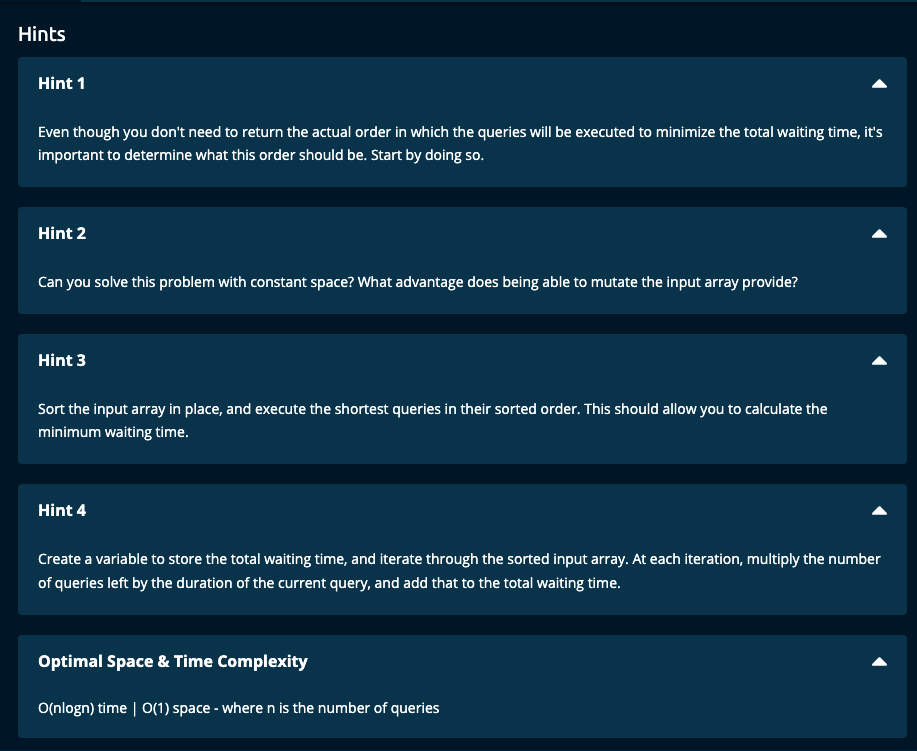 Hints
Hint 1
Even though you don't need to return the actual order in which the queries will be executed to minimize the total waiting time, it's
important to determine what this order should be. Start by doing so.
Hint 2
Can you solve this problem with constant space? What advantage does being able to mutate the input array provide?
Hint 3
Sort the input array in place, and execute the shortest queries in their sorted order. This should allow you to calculate the
minimum waiting time.
Hint 4
Create a variable to store the total waiting time, and iterate through the sorted input array. At each iteration, multiply the number
of queries left by the duration of the current query, and add that to the total waiting time.
Optimal Space & Time Complexity
O(nlogn) time | O(1) space - where n is the number of queries